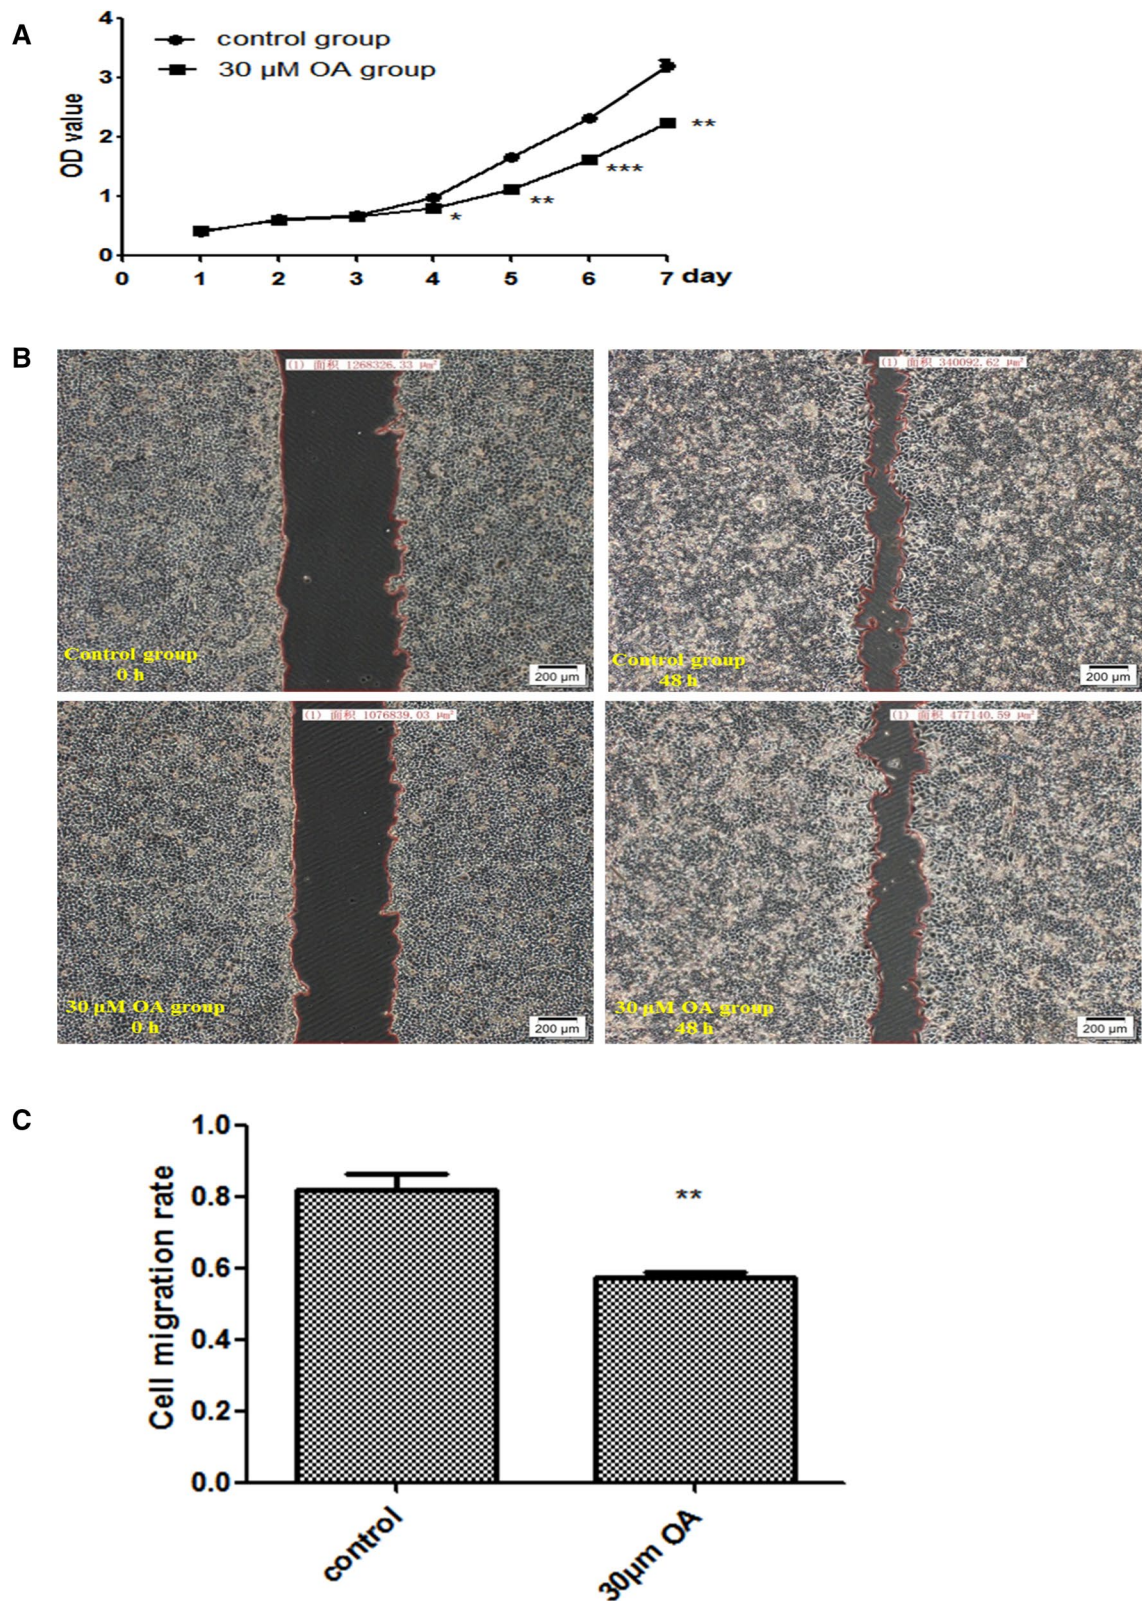 A
4
control group
30 µM OA group
3
OD value
2
**
***
1
**
*
0
0 1 2 3 4 5 6 7 day
B
(1) 面积 1268326.33 µm²
(1) 面积 340092.62 µm²
Control group
0 h
200 µm
Control group
48 h
200 µm
(1) 面积 1076839.03 µm²
(1) 面积 477140.59 µm²
30 µM OA group
0 h
200 µm
30 µM OA group
48 h
200 µm
C
1.0
0.8
**
0.6
Cell migration rate
0.4
0.2
0.0
control
30µm OA